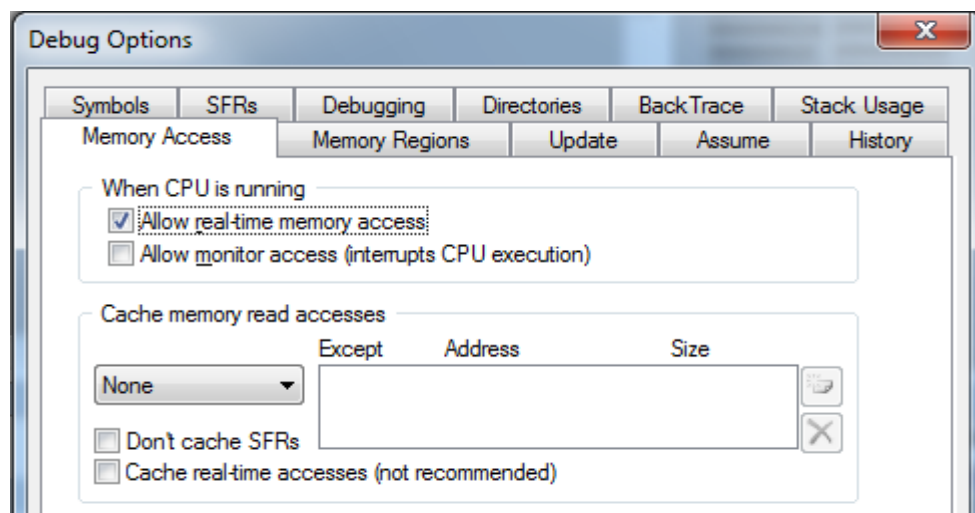 Debug Options
Symbols SFRs Debugging Directories BackTrace Stack Usage
Memory Access Memory Regions Update Assume History
When CPU is running
Allow real-time memory access
Allow monitor access (interrupts CPU execution)
Cache memory read accesses
Except Address Size
None
Don't cache SFRs
Cache real-time accesses (not recommended)